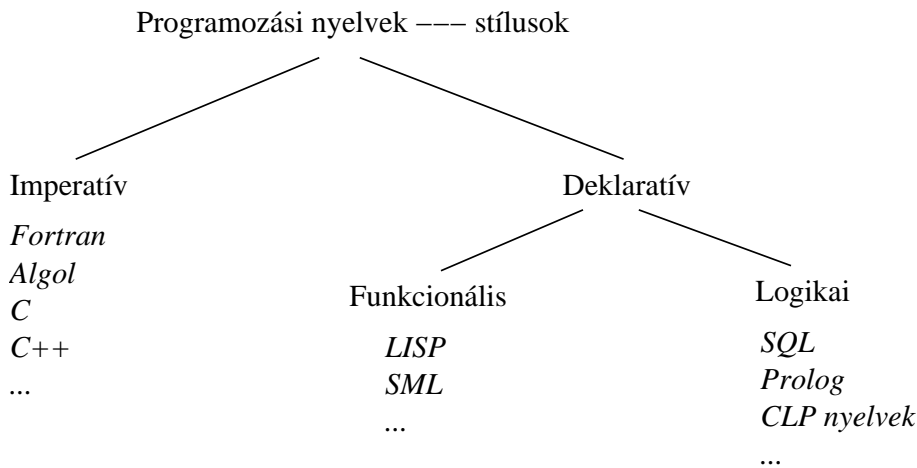 Programozási nyelvek −−− stílusok
Imperatív
Fortran
Algol
C
C++
...
Deklaratív
Funkcionális
LISP
SML
...
Logikai
SQL
Prolog
CLP nyelvek
...